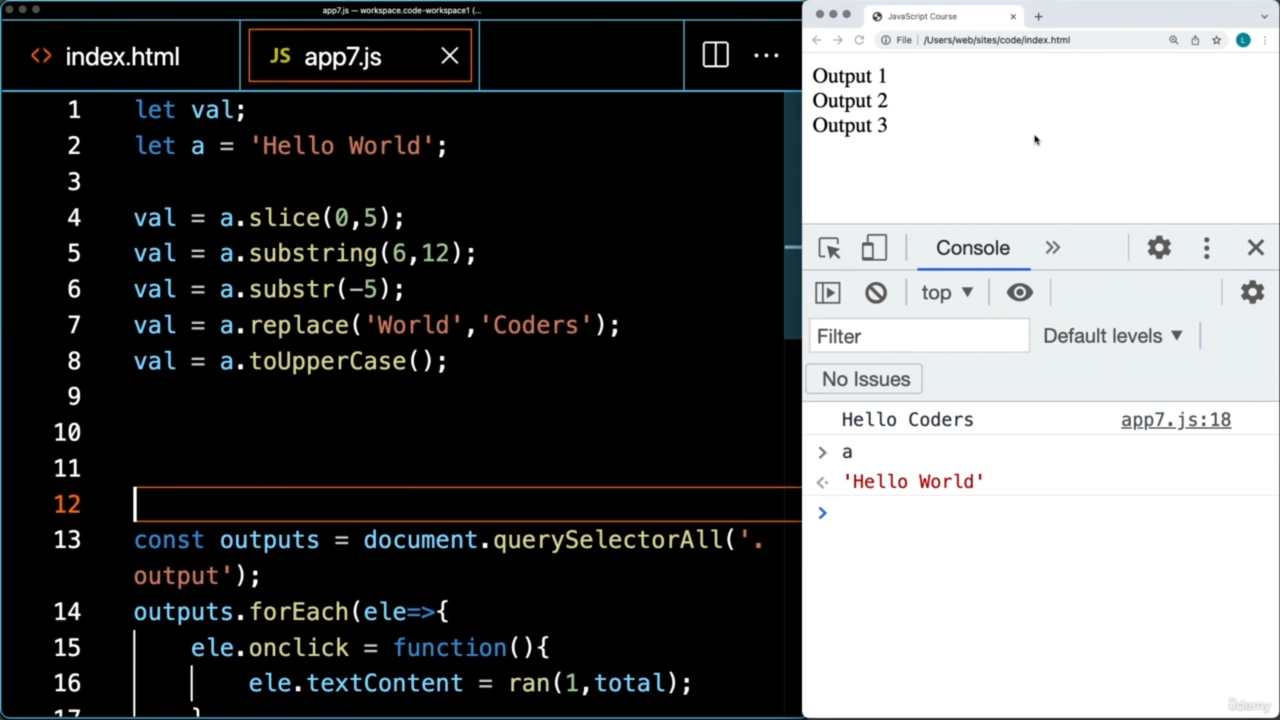 app7.js — workspace.code-workspace1 (...
index.html
JS app7.js
1 let val;
2 let a = 'Hello World';
3
4 val = a.slice(0,5);
5 val = a.substring(6,12);
6 val = a.substr(-5);
7 val = a.replace('World','Coders');
8 val = a.toUpperCase();
9
10
11
12
13 const outputs = document.querySelectorAll('.
output');
14 outputs.forEach(ele=>{
15 ele.onclick = function(){
16 ele.textContent = ran(1,total);
17 }
JavaScript Course
File /Users/web/sites/code/index.html
L
Output 1
Output 2
Output 3
Console
top
Filter
Default levels
No Issues
Hello Coders app7.js:18
> a
'Hello World'
>
ûdemy